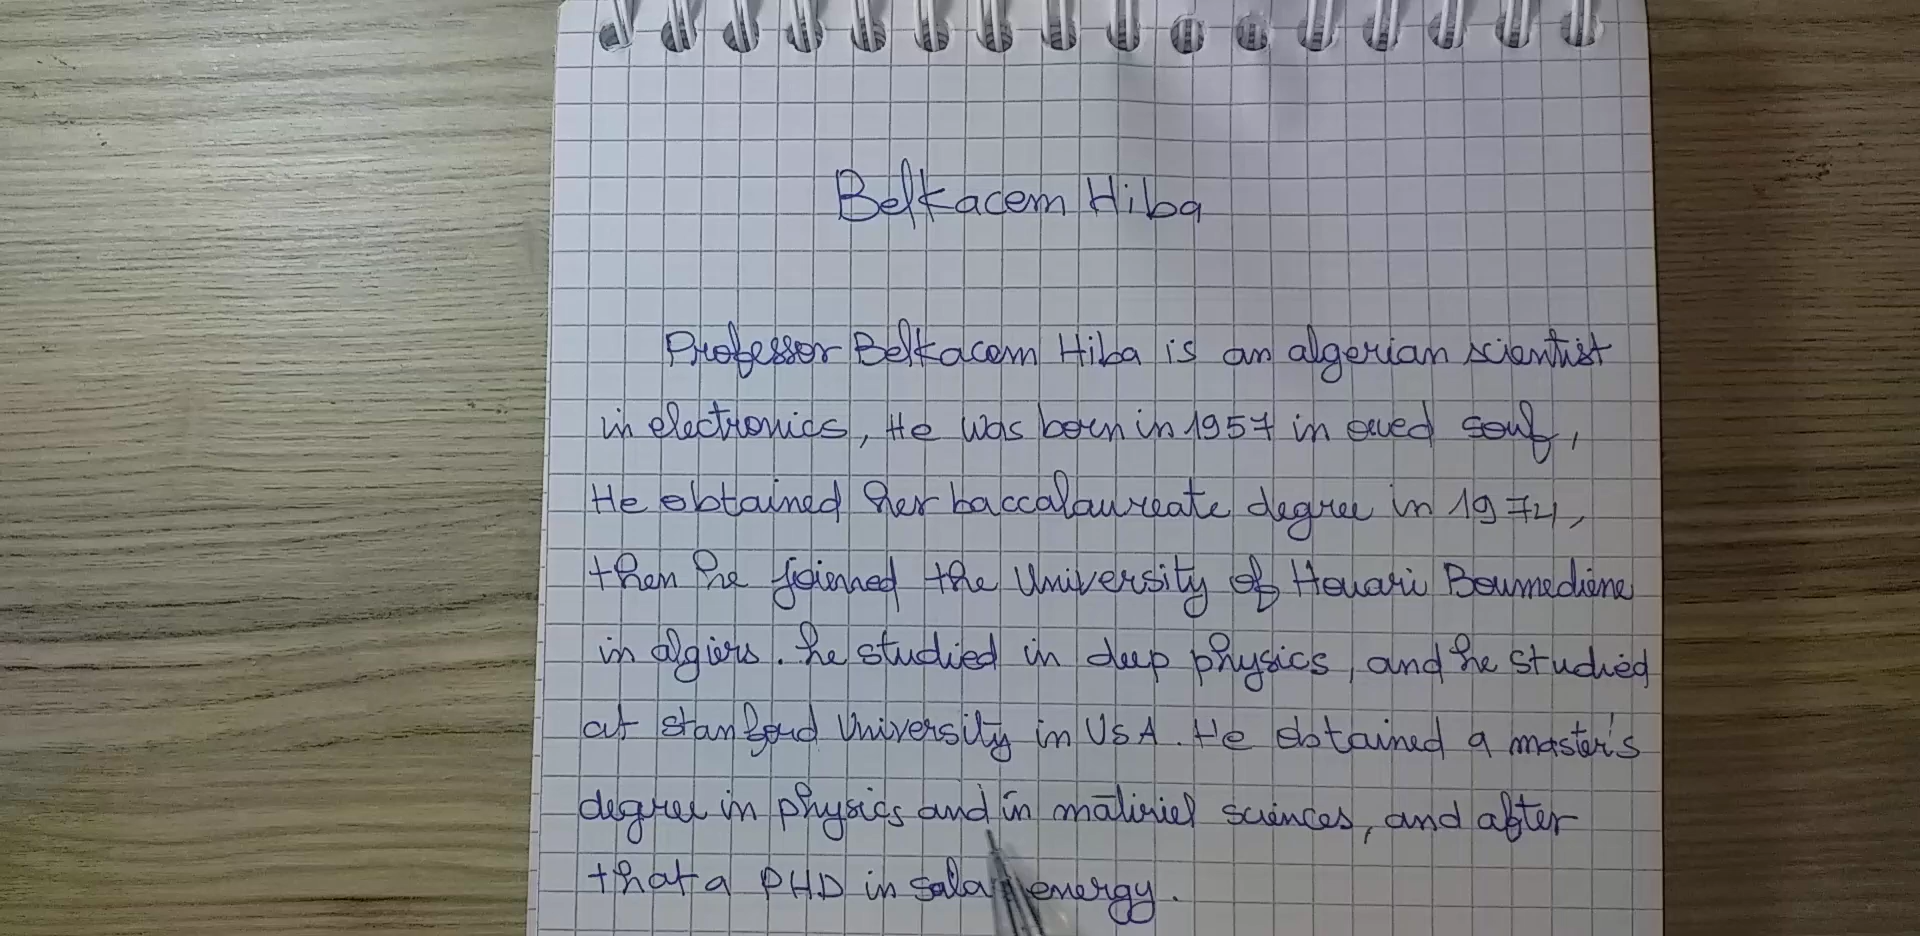 Belkacem Hiba
Professor Belkacem Hiba is an algerian scientist
in electronics, He was born in 1957 in oued souf,
He obtained her baccalaureate degree in 1974,
then he joienned the University of Houari Boumediene
in algiers. he studied in deep physics, and he studied
at stanford University in USA. He obtained a master's
degree in physics and in matiriel sciences, and after
that a PHD in solar energy.